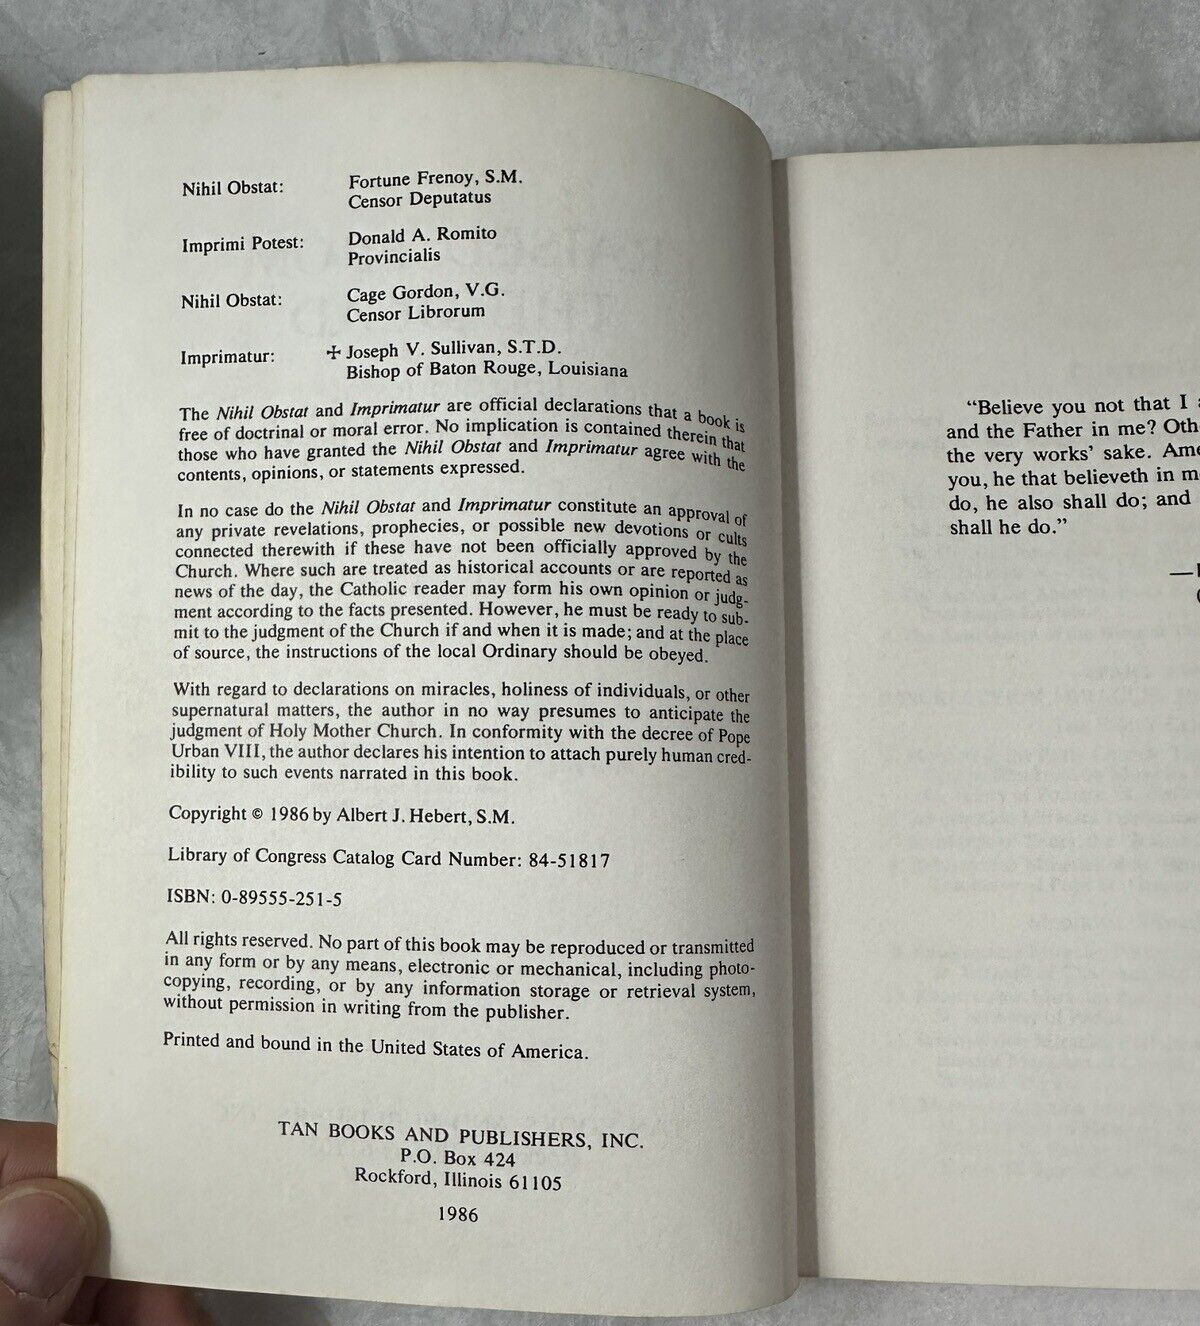 Nihil Obstat: Fortune Frenoy, S.M.
Censor Deputatus
Imprimi Potest: Donald A. Romito
Provincialis
Nihil Obstat: Cage Gordon, V.G.
Censor Librorum
Imprimatur: ✢ Joseph V. Sullivan, S.T.D.
Bishop of Baton Rouge, Louisiana
The Nihil Obstat and Imprimatur are official declarations that a book is
free of doctrinal or moral error. No implication is contained therein that
those who have granted the Nihil Obstat and Imprimatur agree with the
contents, opinions, or statements expressed.
In no case do the Nihil Obstat and Imprimatur constitute an approval of
any private revelations, prophecies, or possible new devotions or cults
connected therewith if these have not been officially approved by the
Church. Where such are treated as historical accounts or are reported as
news of the day, the Catholic reader may form his own opinion or judg-
ment according to the facts presented. However, he must be ready to sub-
mit to the judgment of the Church if and when it is made; and at the place
of source, the instructions of the local Ordinary should be obeyed.
With regard to declarations on miracles, holiness of individuals, or other
supernatural matters, the author in no way presumes to anticipate the
judgment of Holy Mother Church. In conformity with the decree of Pope
Urban VIII, the author declares his intention to attach purely human cred-
ibility to such events narrated in this book.
Copyright © 1986 by Albert J. Hebert, S.M.
Library of Congress Catalog Card Number: 84-51817
ISBN: 0-89555-251-5
All rights reserved. No part of this book may be reproduced or transmitted
in any form or by any means, electronic or mechanical, including photo-
copying, recording, or by any information storage or retrieval system,
without permission in writing from the publisher.
Printed and bound in the United States of America.
TAN BOOKS AND PUBLISHERS, INC.
P.O. Box 424
Rockford, Illinois 61105
1986
“Believe you not that I
and the Father in me?
the very works’ sake.
you, he that believeth in
do, he also shall do; and
shall he do.”